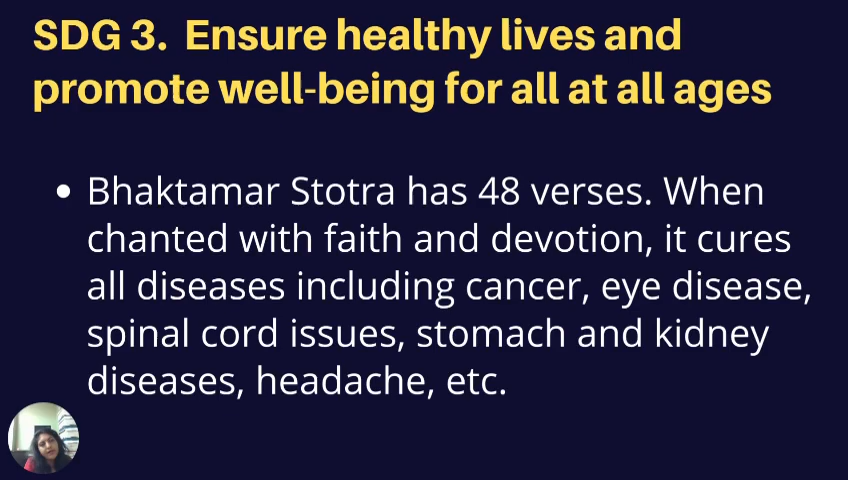 SDG 3. Ensure healthy lives and
promote well-being for all at all ages
• Bhaktamar Stotra has 48 verses. When
chanted with faith and devotion, it cures
all diseases including cancer, eye disease,
spinal cord issues, stomach and kidney
diseases, headache, etc.